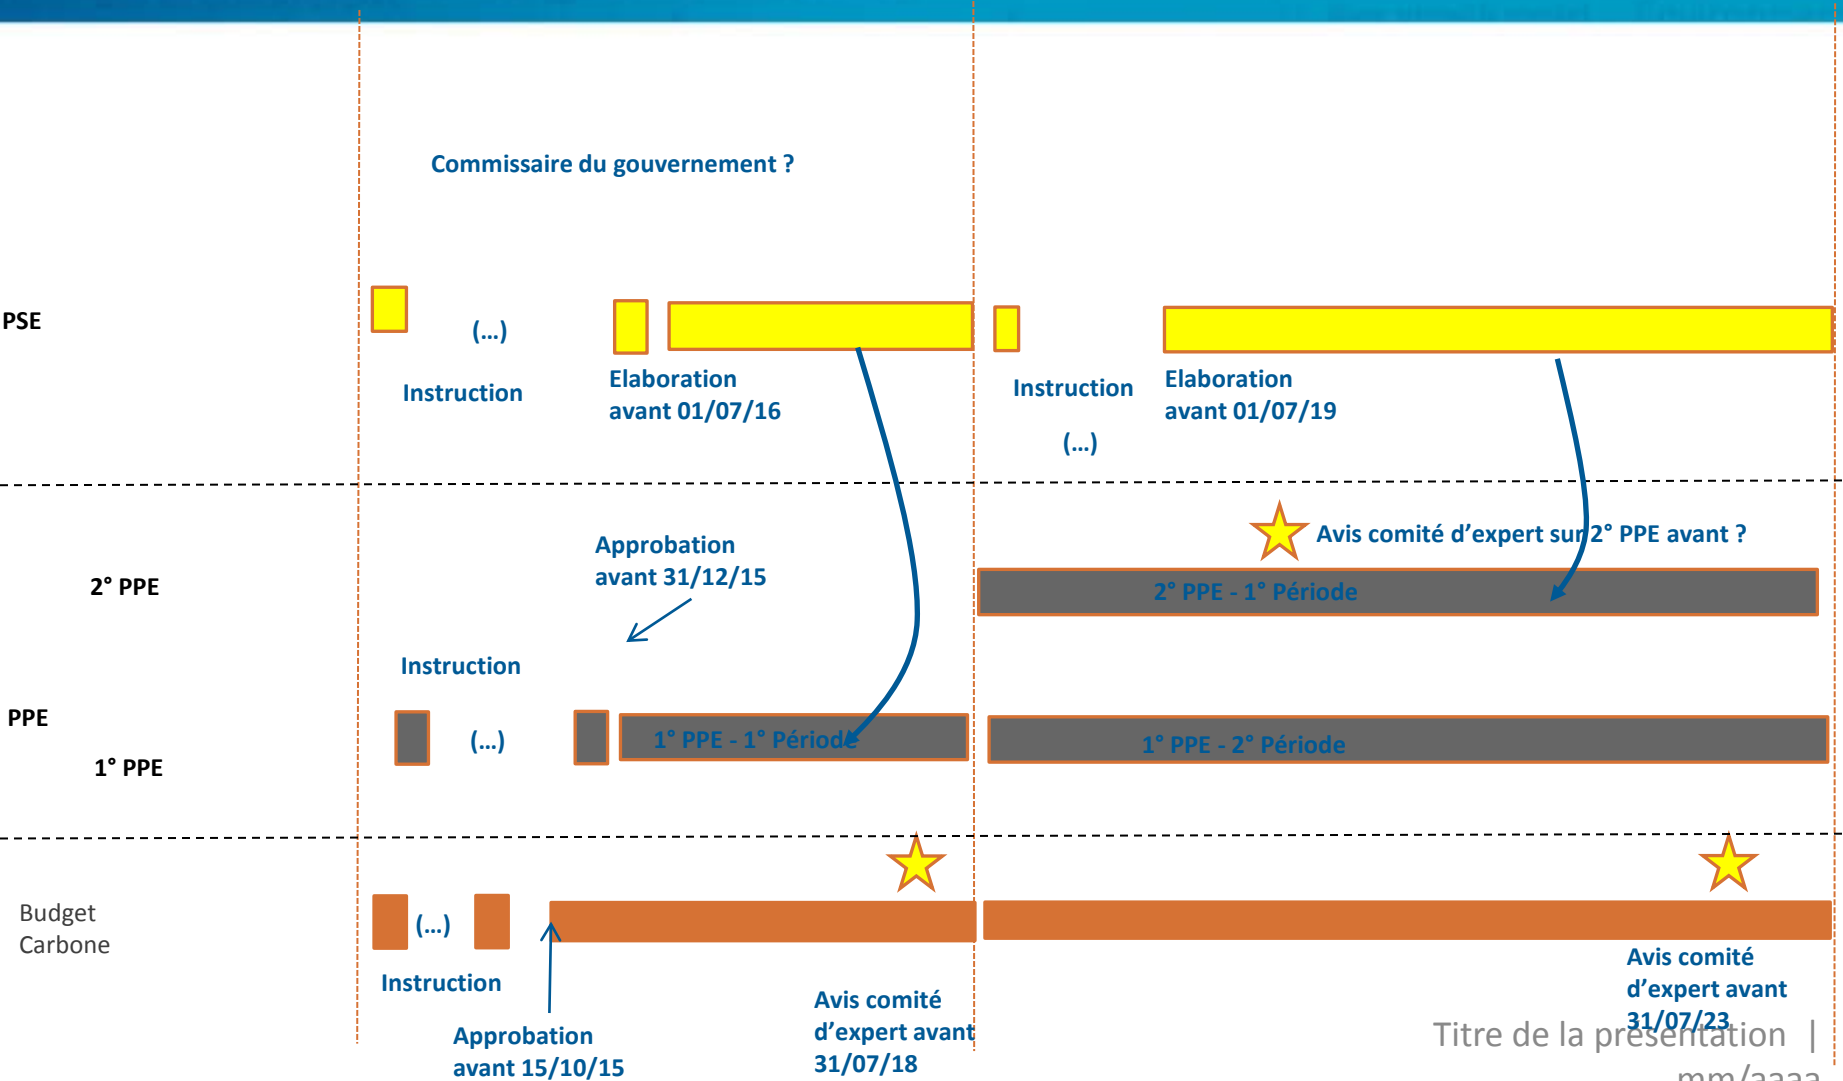 Commissaire du gouvernement ?
PSE
(...)
Instruction
Elaboration
avant 01/07/16
Instruction
(...)
Elaboration
avant 01/07/19
Avis comité d’expert sur 2° PPE avant ?
Approbation
avant 31/12/15
2° PPE
2° PPE - 1° Période
Instruction
PPE
1° PPE
(...)
1° PPE - 1° Période
1° PPE - 2° Période
Budget
Carbone
(...)
Instruction
Approbation
avant 15/10/15
Avis comité
d’expert avant
31/07/18
Avis comité
d’expert avant
31/07/23
Titre de la présentation |
mm/aaaa